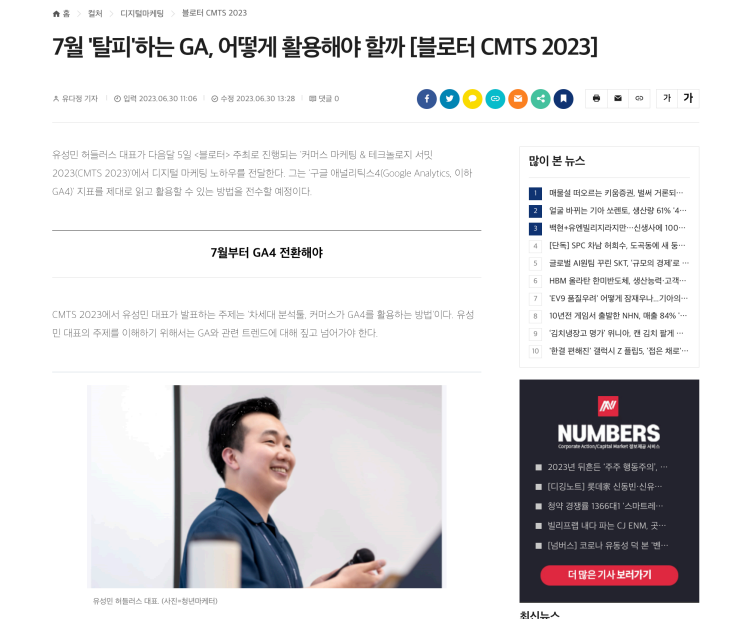 홈 > 컬처 > 디지털마케팅 > 블로터 CMTS 2023
7월 '탈피'하는 GA, 어떻게 활용해야 할까 [블로터 CMTS 2023]
유다정 기자 입력 2023.06.30 11:06 수정 2023.06.30 13:28 댓글 0
가 가
유성민 허들러스 대표가 다음달 5일 <블로터> 주최로 진행되는 '커머스 마케팅 & 테크놀로지 서밋
2023(CMTS 2023)'에서 디지털 마케팅 노하우를 전달한다. 그는 '구글 애널리틱스4(Google Analytics, 이하
GA4)' 지표를 제대로 읽고 활용할 수 있는 방법을 전수할 예정이다.
7월부터 GA4 전환해야
CMTS 2023에서 유성민 대표가 발표하는 주제는 '차세대 분석툴, 커머스가 GA4를 활용하는 방법'이다. 유성
민 대표의 주제를 이해하기 위해서는 GA와 관련 트렌드에 대해 짚고 넘어가야 한다.
유성민 허들러스 대표. (사진=청년마케터)
많이 본 뉴스
1 매물설 떠오르는 키움증권, 벌써 거론되…
2 얼굴 바뀌는 기아 쏘렌토, 생산량 61% '4…
3 백현+유엔빌리지라지만…신생사에 100…
4 [단독] SPC 차남 허희수, 도곡동에 새 둥…
5 글로벌 AI원팀 꾸린 SKT, '규모의 경제'로 …
6 HBM 올라탄 한미반도체, 생산능력·고객…
7 'EV9 품질우려' 어떻게 잠재우나…기아의…
8 10년전 게임서 출발한 NHN, 매출 84% '…
9 '김치냉장고 명가' 위니아, 캔 김치 팔게 …
10 '한결 편해진' 갤럭시 Z 플립5, '접은 채로'…
NUMBERS
Corporate Action/Capital Market 정보제공 서비스
2023년 뒤흔든 '주주 행동주의', …
[디깅노트] 롯데家 신동빈·신유…
청약 경쟁률 1366대1 '스마트레…
빌리프랩 내다 파는 CJ ENM, 곳…
[넘버스] 코로나 유동성 덕 본 '벤…
더 많은 기사 보러가기
최신뉴스